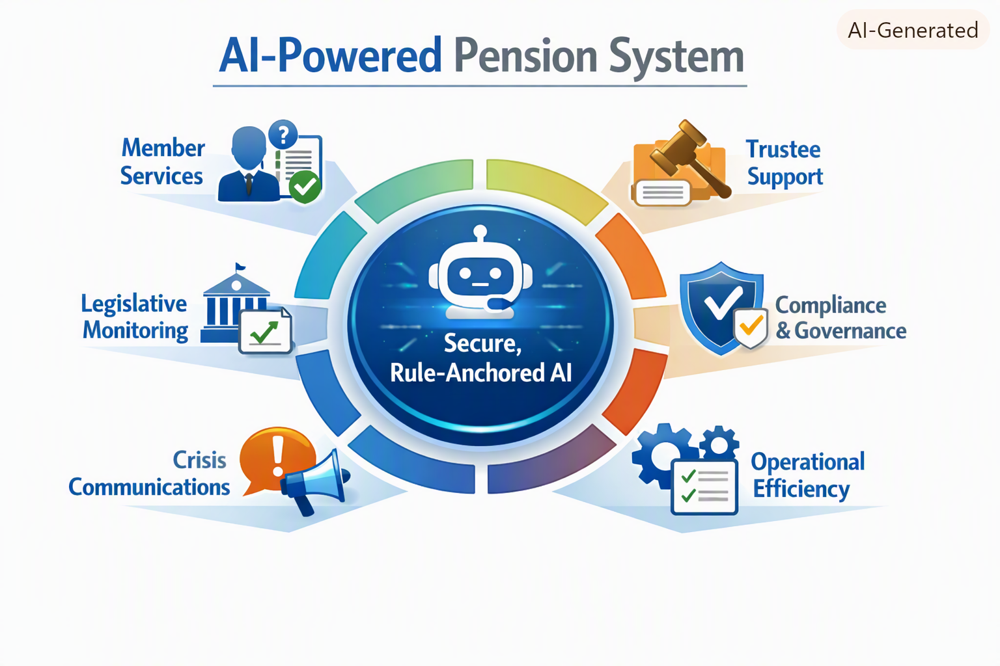 AI-Generated
AI-Powered Pension System
Member
Services
?
Trustee
Support
Legislative
Monitoring
Secure,
Rule-Anchored AI
Compliance
& Governance
Crisis
Communications
!
Operational
Efficiency